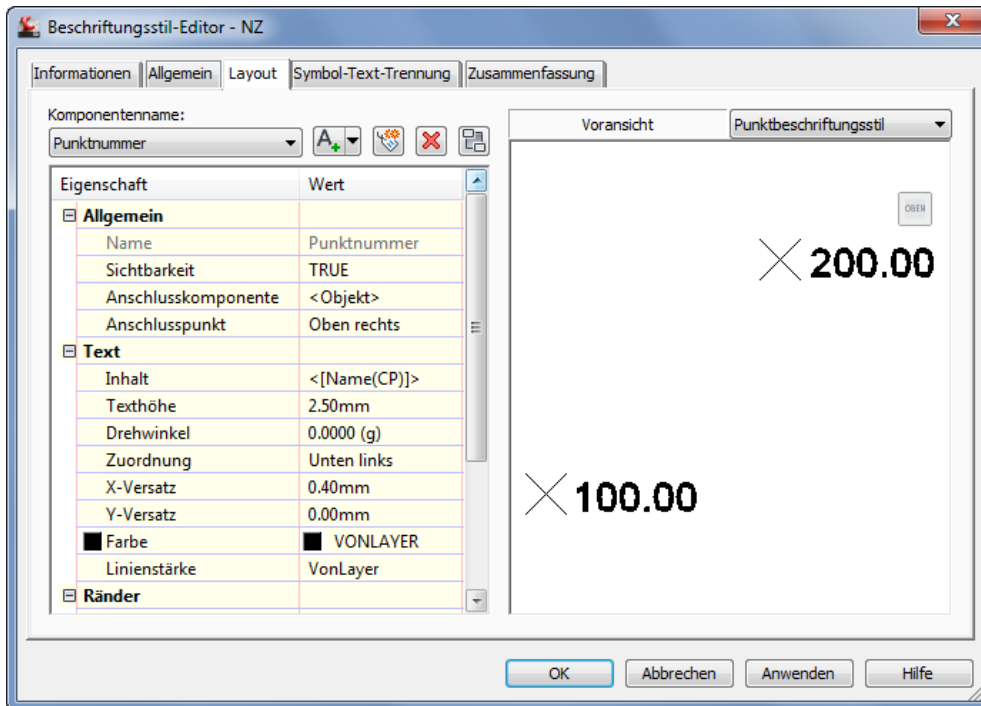 Beschriftungsstil-Editor - NZ
Informationen Allgemein Layout Symbol-Text-Trennung Zusammenfassung
Komponentenname:
Punktnummer
Eigenschaft Wert
Allgemein
Name Punktnummer
Sichtbarkeit TRUE
Anschlusskomponente <Objekt>
Anschlusspunkt Oben rechts
Text
Inhalt <[Name(CP)]>
Texthöhe 2.50mm
Drehwinkel 0.0000 (g)
Zuordnung Unten links
X-Versatz 0.40mm
Y-Versatz 0.00mm
Farbe VONLAYER
Linienstärke VonLayer
Ränder
Voransicht Punktbeschriftungsstil
OBEN
200.00
100.00
OK Abbrechen Anwenden Hilfe